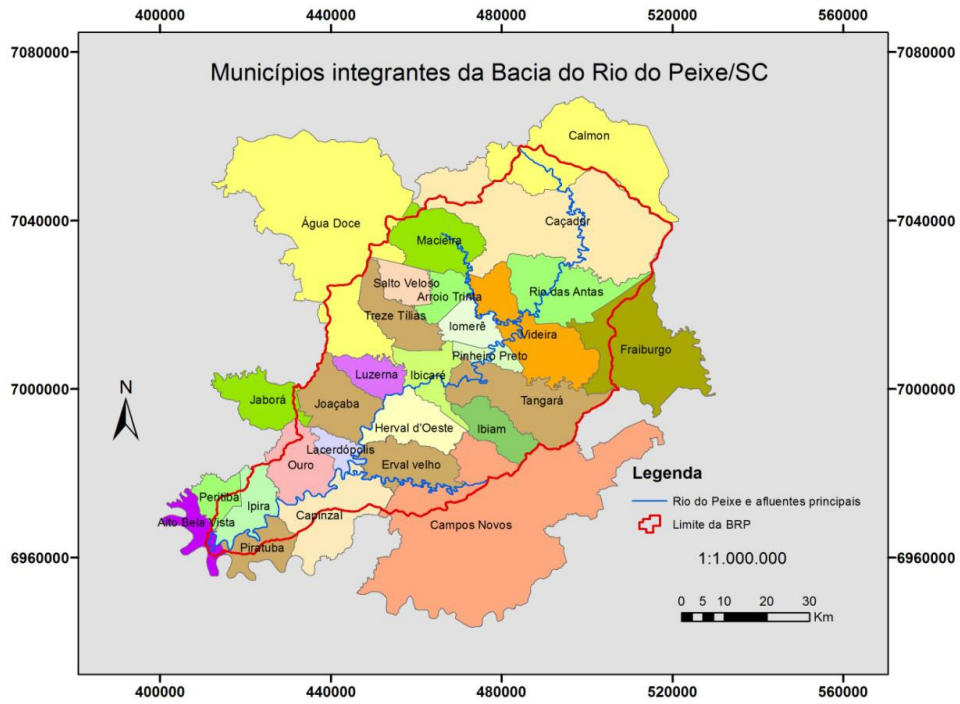 400000 440000 480000 520000 560000
7080000 7080000
Municípios integrantes da Bacia do Rio do Peixe/SC
Calmon
7040000 7040000
Água Doce
Caçador
Macieira
Salto Veloso
Rio das Antas
Arroio Trinta
Treze Tílias
Iomerê
Videira
Fraiburgo
Pinheiro Preto
Luzerna
Ibicaré
7000000 7000000
N
Jaborá
Joaçaba
Tangará
Herval d'Oeste
Ibiam
Lacerdópolis
Ouro
Erval velho
Legenda
Peritiba
Ipira
Rio do Peixe e afluentes principais
Capinzal
Alto Bela Vista
Campos Novos
Limite da BRP
Piratuba
6960000 6960000
1:1.000.000
0 5 10 20 30
Km
400000 440000 480000 520000 560000